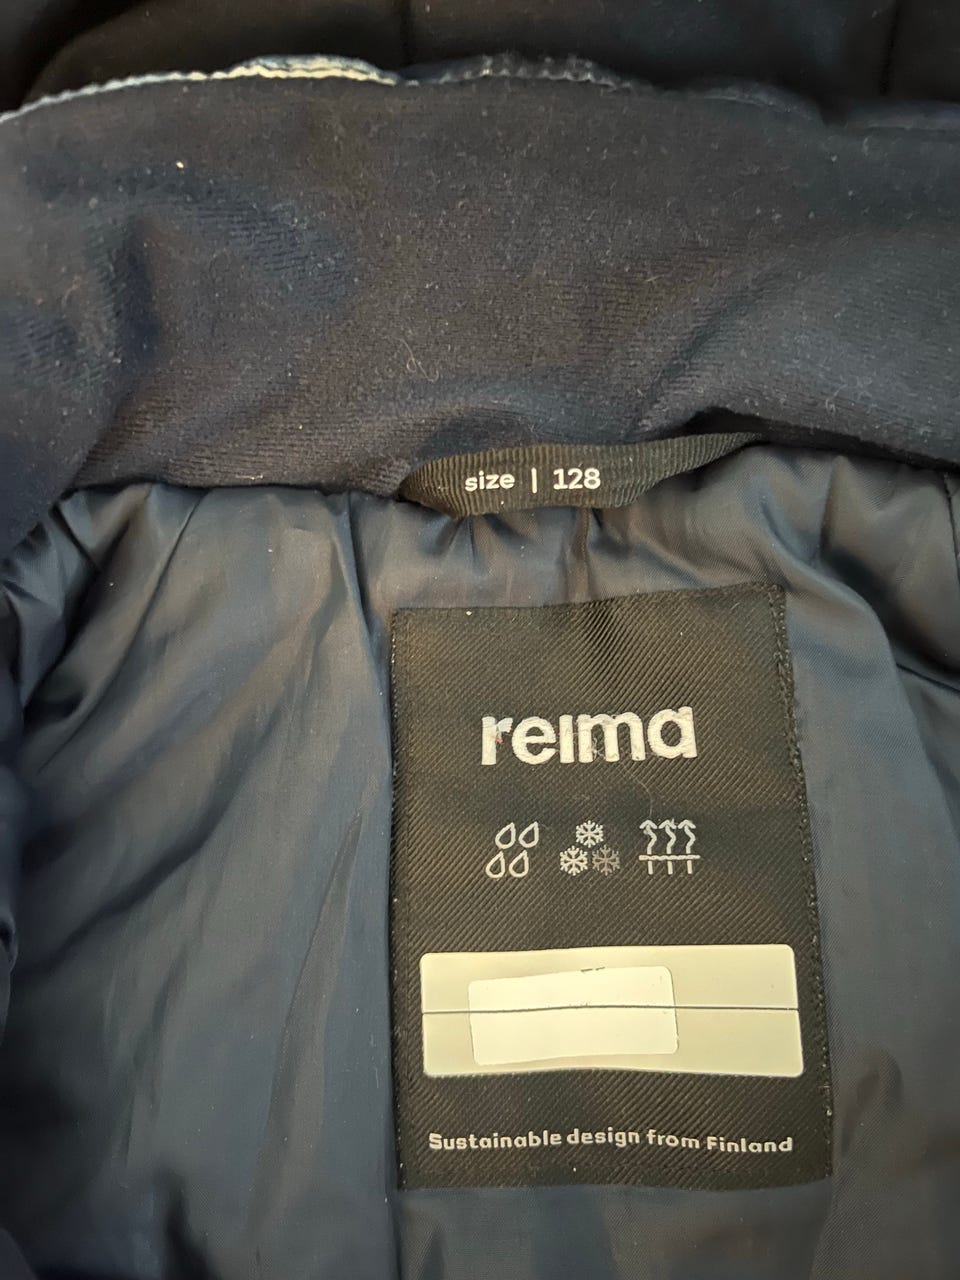 size | 128
reima
Sustainable design from Finland